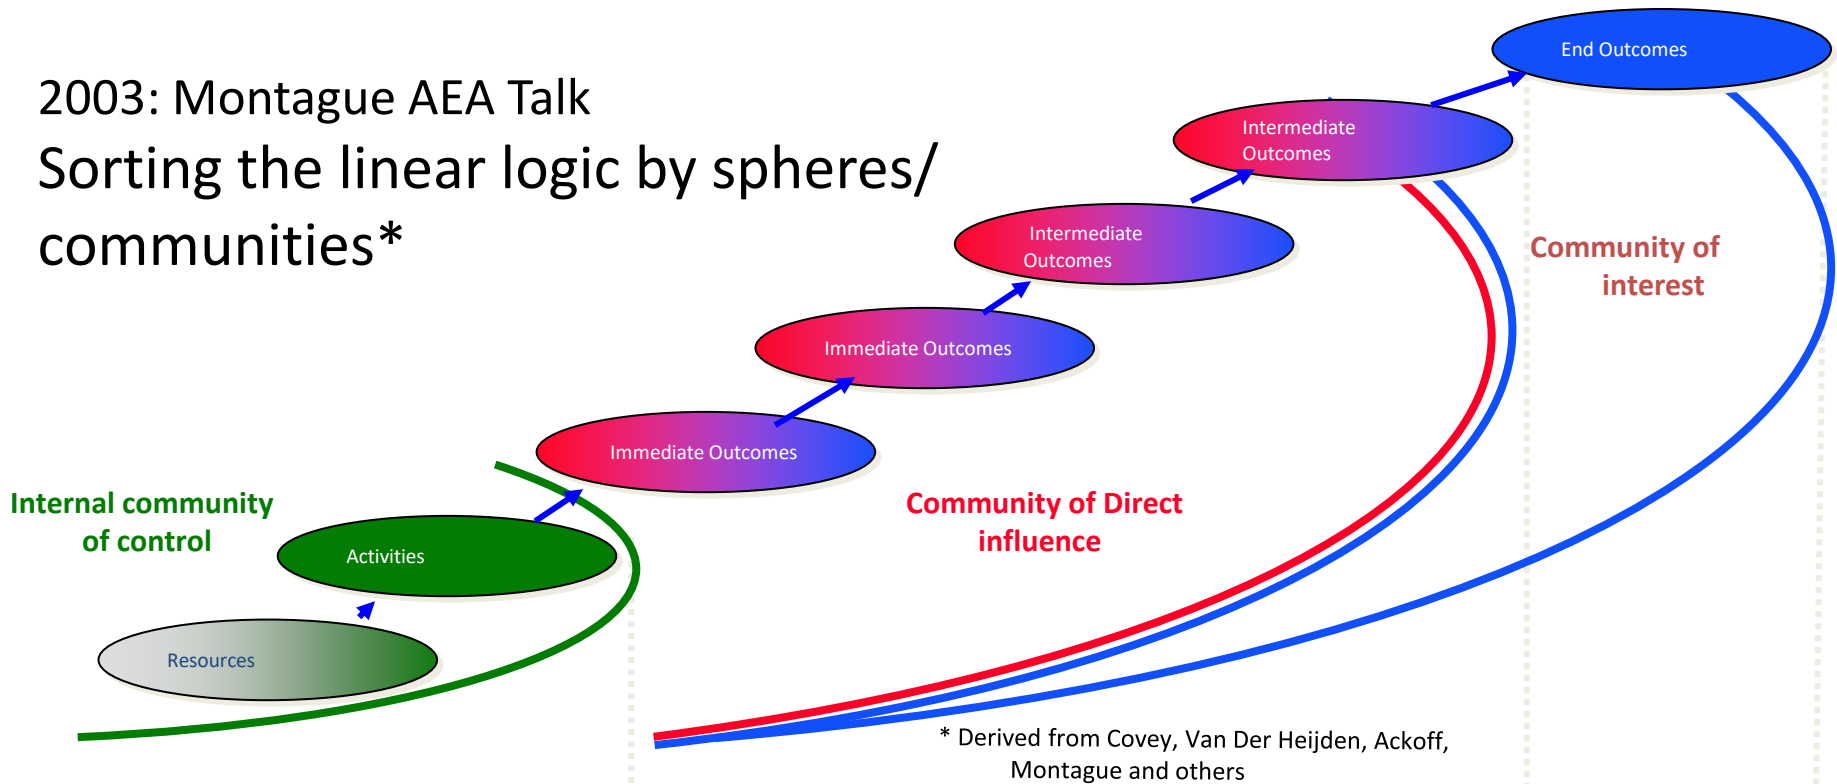 2003: Montague AEA Talk
Sorting the linear logic by spheres/
communities*
End Outcomes
Intermediate
Outcomes
Intermediate
Outcomes
Community of
interest
Immediate Outcomes
Immediate Outcomes
Internal community
of control
Community of Direct
influence
Activities
Resources
* Derived from Covey, Van Der Heijden, Ackoff,
Montague and others